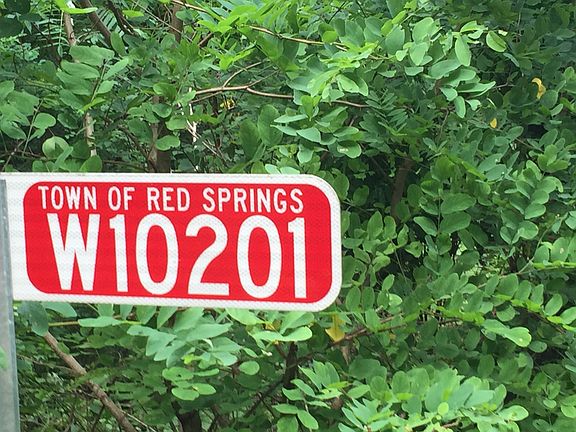 TOWN OF RED SPRINGS
W10201